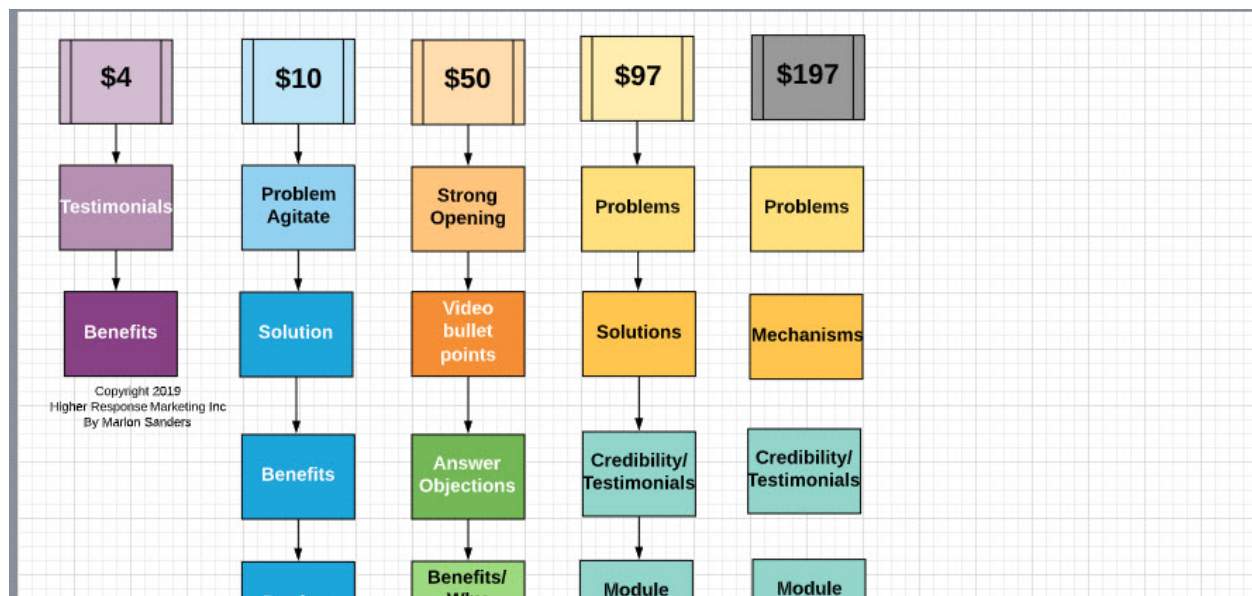 $4
Testimonials
Benefits
Copyright 2019
Higher Response Marketing Inc
By Marlon Sanders
$10
Problem
Agitate
Solution
Benefits
$50
Strong
Opening
Video
bullet
points
Answer
Objections
Benefits/
$97
Problems
Solutions
Credibility/
Testimonials
Module
$197
Problems
Mechanisms
Credibility/
Testimonials
Module